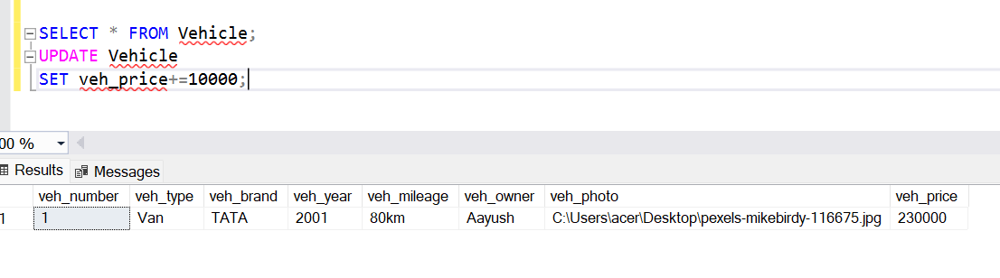 SELECT * FROM Vehicle;
UPDATE Vehicle
SET veh_price+=10000;
00 %
Results Messages
veh_number veh_type veh_brand veh_year veh_mileage veh_owner veh_photo veh_price
1 1 Van TATA 2001 80km Aayush C:\Users\acer\Desktop\pexels-mikebirdy-116675.jpg 230000